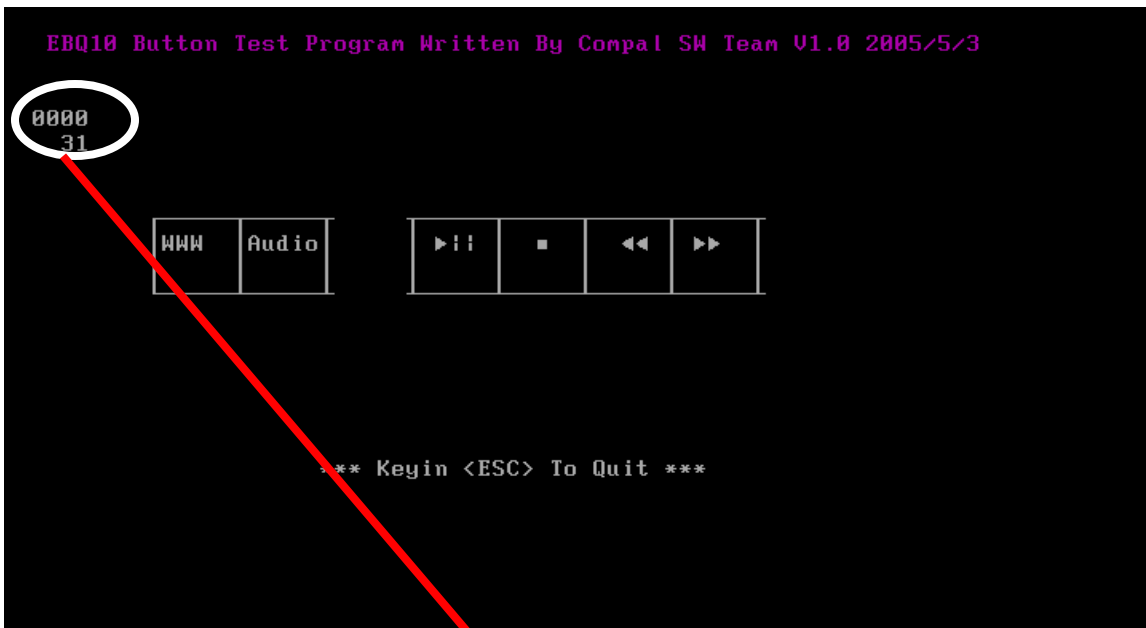 EBQ10 Button Test Program Written By Compal SW Team V1.0 2005/5/3
0000
31
WWW Audio ►¦¦ ■ ◄◄ ►►
*** Keyin <ESC> To Quit ***